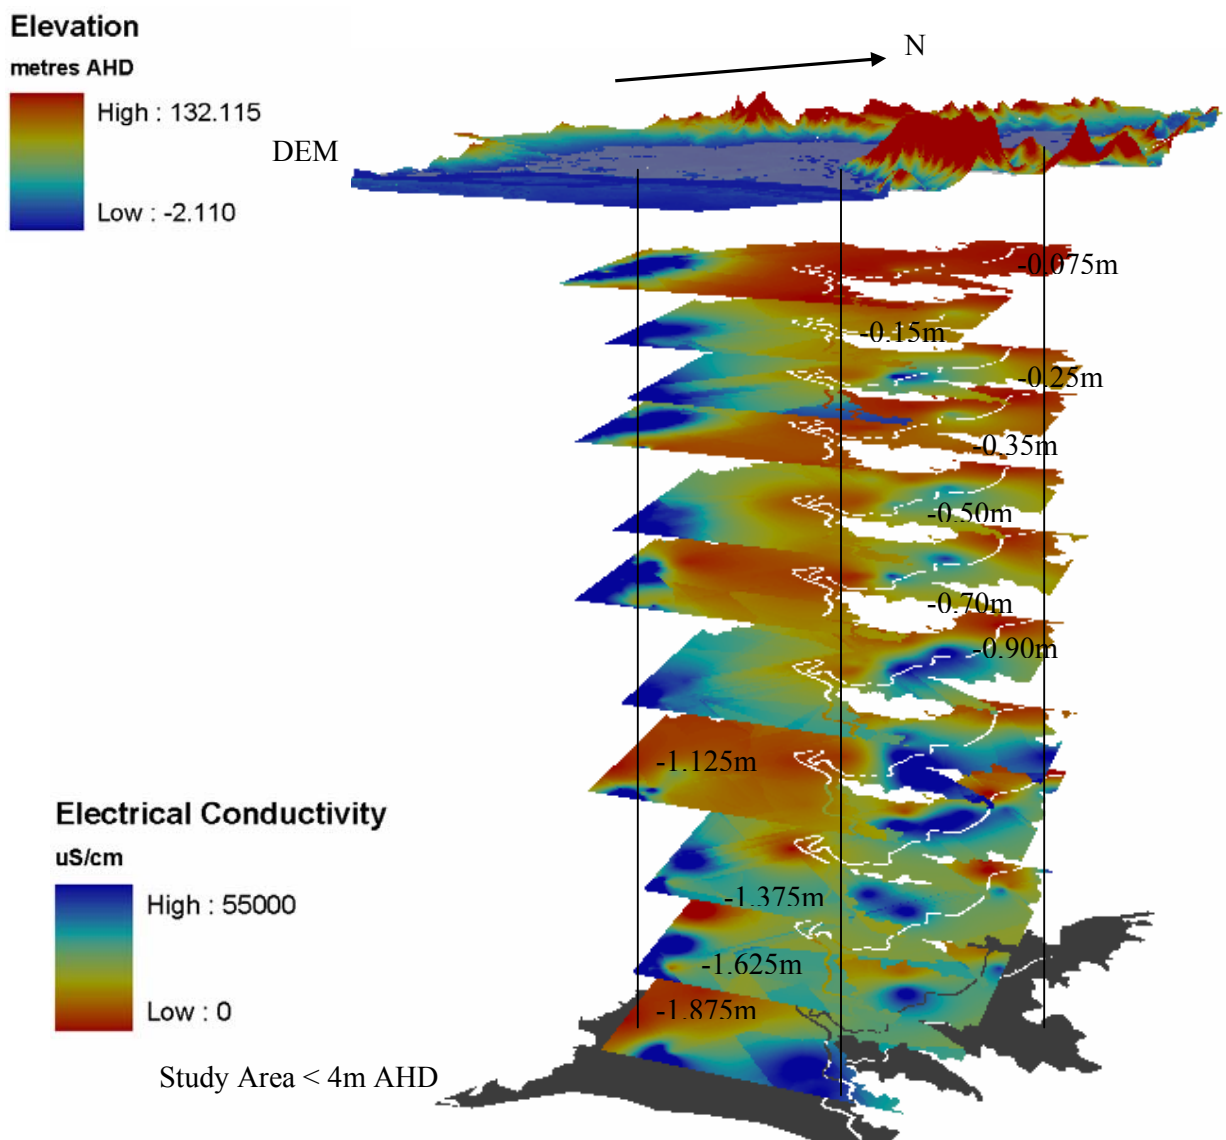 Elevation
metres AHD
High : 132.115
Low : -2.110
DEM
N
-0.075m
-0.15m
-0.25m
-0.35m
-0.50m
-0.70m
-0.90m
-1.125m
-1.375m
-1.625m
-1.875m
Electrical Conductivity
uS/cm
High : 55000
Low : 0
Study Area < 4m AHD